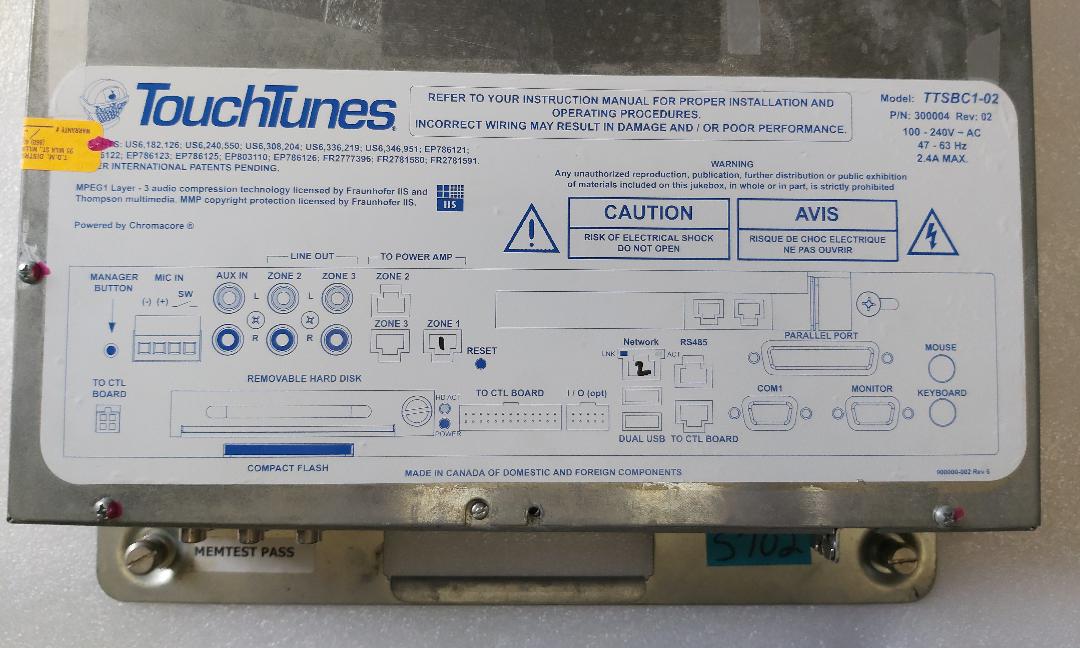 TouchTunes
REFER TO YOUR INSTRUCTION MANUAL FOR PROPER INSTALLATION AND
OPERATING PROCEDURES.
INCORRECT WIRING MAY RESULT IN DAMAGE AND / OR POOR PERFORMANCE.
Model: TTSBC1-02
P/N: 300004 Rev: 02
100 - 240V ~ AC
47 - 63 Hz
2.4A MAX.
US6,182,126; US6,240,550; US6,308,204; US6,336,219; US6,346,951; EP786121;
EP786123; EP786125; EP803110; EP786126; FR2777396; FR2781580; FR2781591.
INTERNATIONAL PATENTS PENDING.
MPEG1 Layer - 3 audio compression technology licensed by Fraunhofer IIS and
Thompson multimedia. MMP copyright protection licensed by Fraunhofer IIS.
IIS
Powered by Chromacore ®
WARNING
Any unauthorized reproduction, publication, further distribution or public exhibition
of materials included on this jukebox, in whole or in part, is strictly prohibited
CAUTION
RISK OF ELECTRICAL SHOCK
DO NOT OPEN
AVIS
RISQUE DE CHOC ELECTRIQUE
NE PAS OUVRIR
LINE OUT
TO POWER AMP
MANAGER
BUTTON
MIC IN
(-) (+) SW
AUX IN
ZONE 2
ZONE 3
L
L
R
R
ZONE 2
ZONE 3
ZONE 1
1
RESET
Network
LNK
ACT
2
RS485
PARALLEL PORT
MOUSE
TO CTL
BOARD
REMOVABLE HARD DISK
HD ACT
POWER
TO CTL BOARD
I / O (opt)
COM1
MONITOR
KEYBOARD
DUAL USB
TO CTL BOARD
COMPACT FLASH
MADE IN CANADA OF DOMESTIC AND FOREIGN COMPONENTS
900000-002 Rev 6
MEMTEST PASS
5702